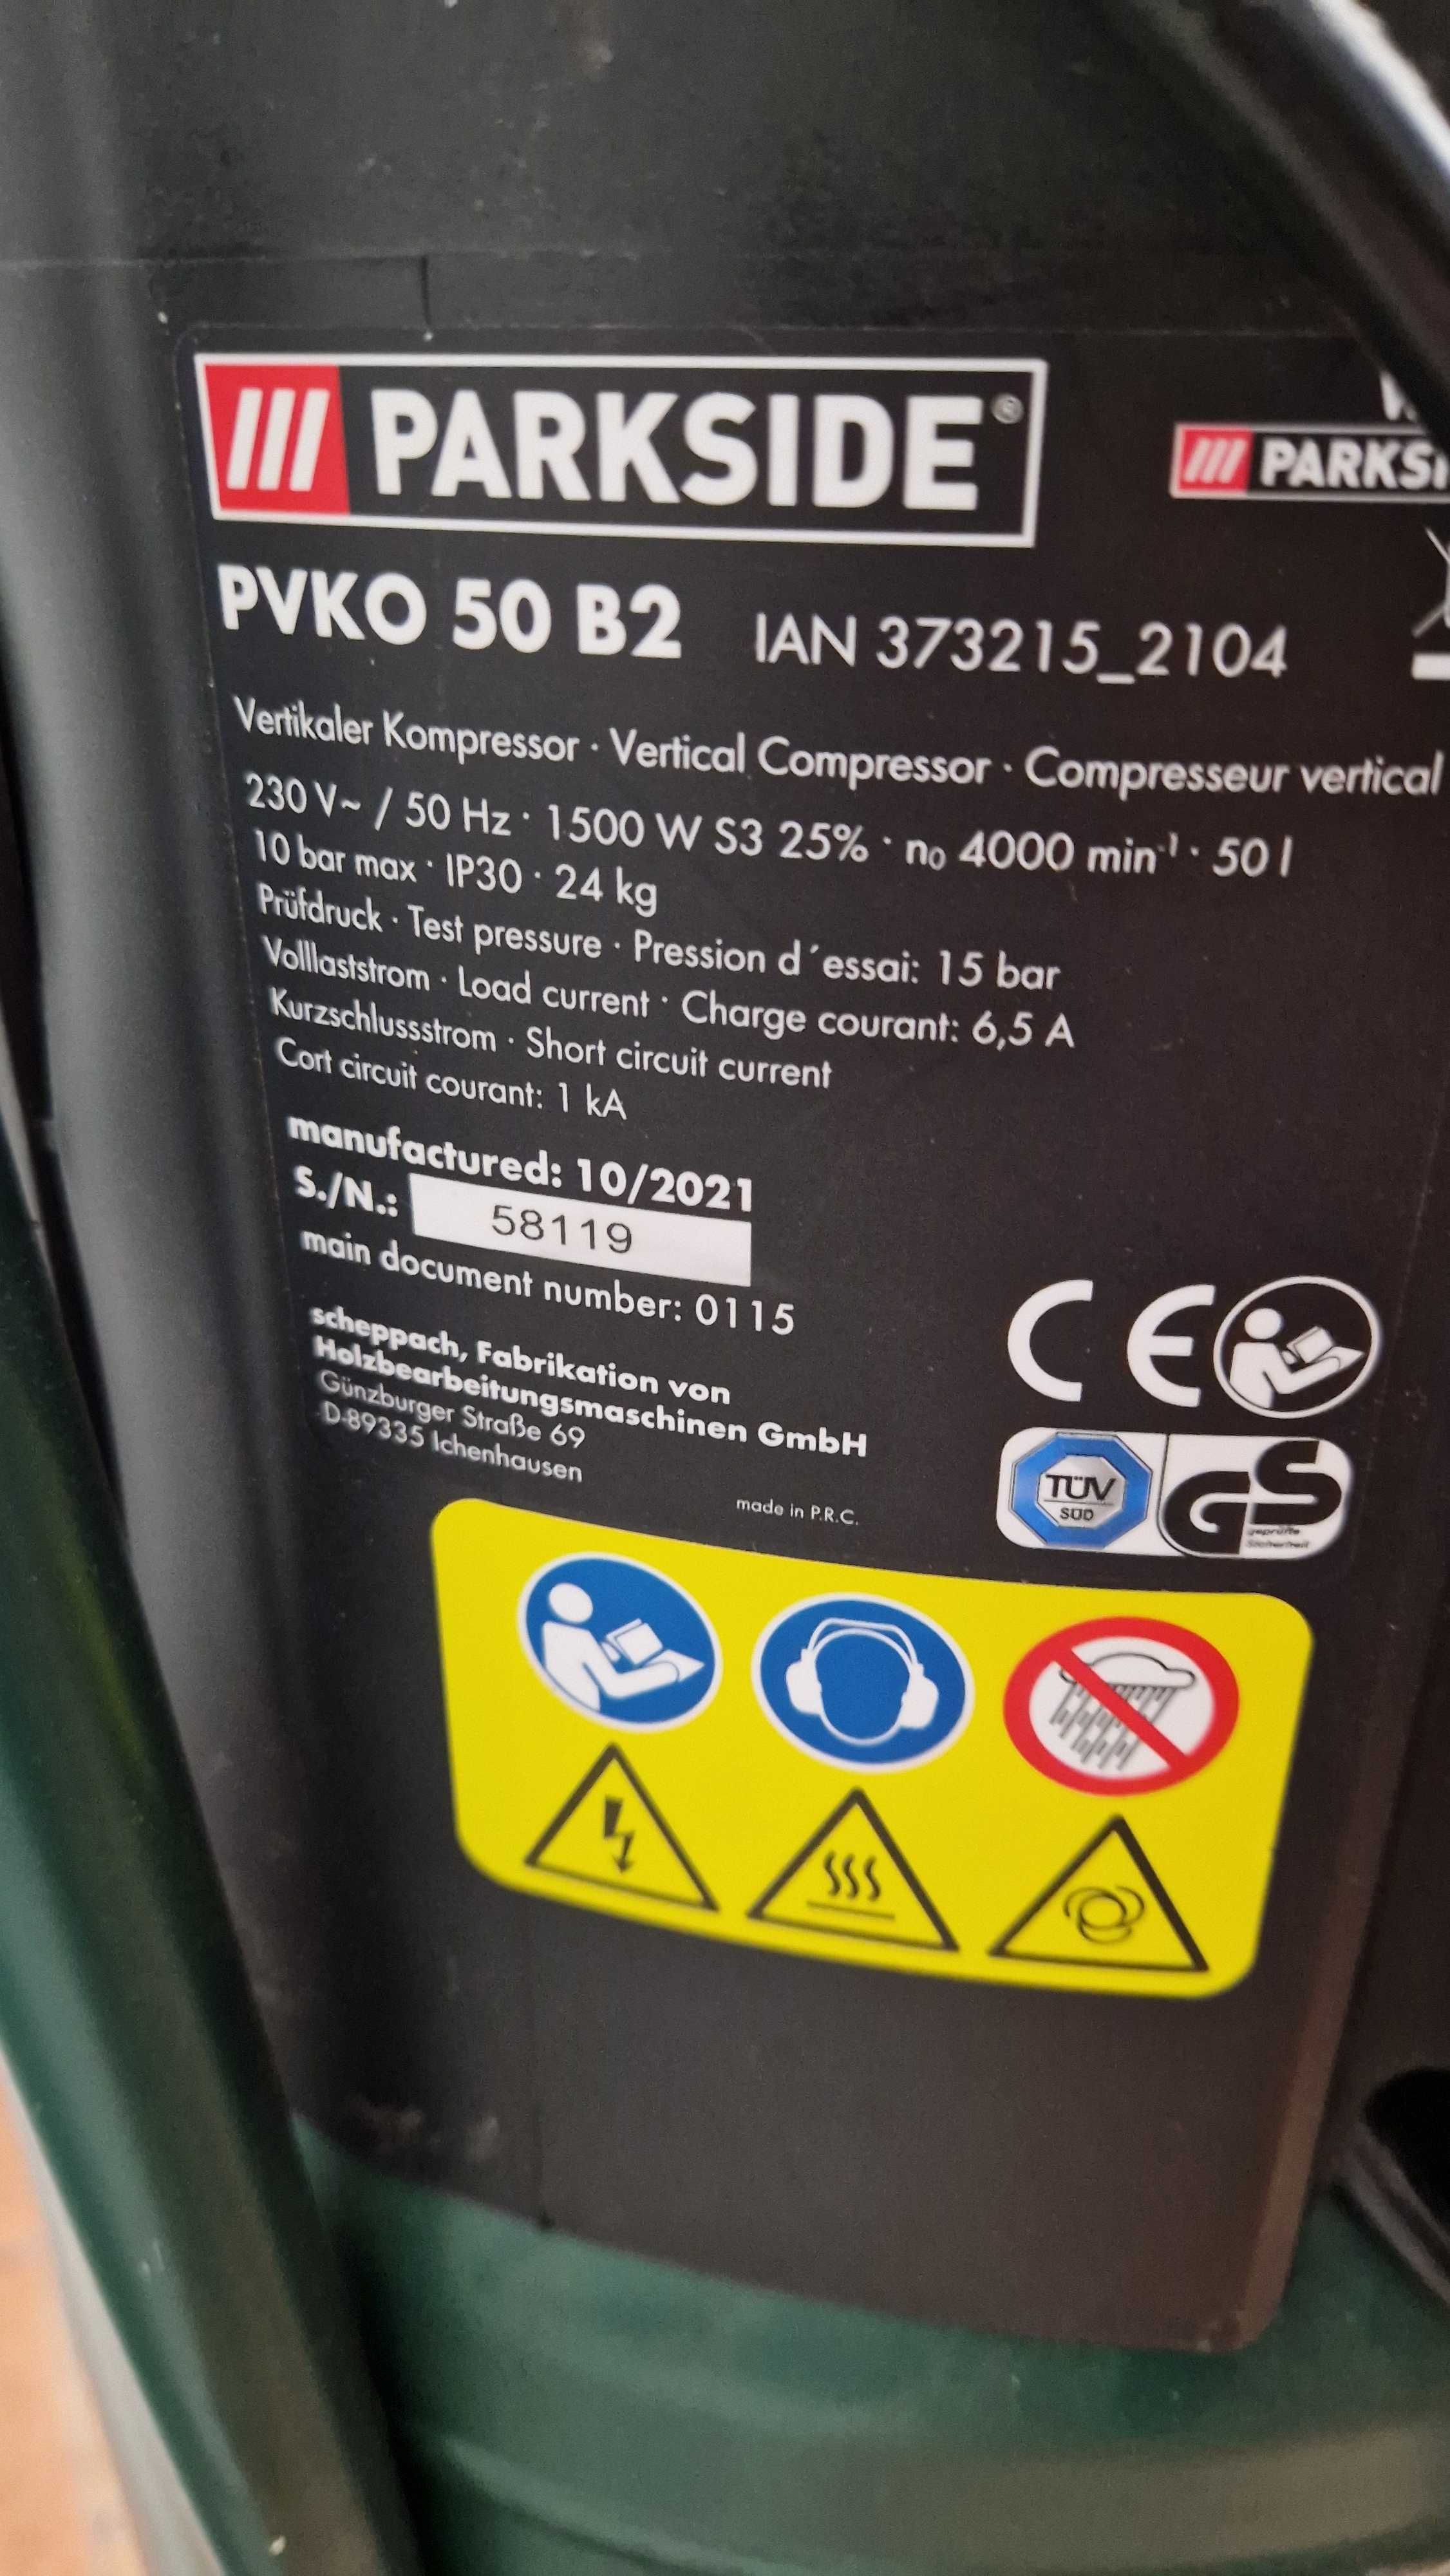 PARKSIDE®
PVKO 50 B2 IAN 373215_2104
Vertikaler Kompressor · Vertical Compressor · Compresseur vertical
230 V~ / 50 Hz · 1500 W S3 25% · n₀ 4000 min⁻¹ · 50 l
10 bar max · IP30 · 24 kg
Prüfdruck · Test pressure · Pression d´essai: 15 bar
Volllaststrom · Load current · Charge courant: 6,5 A
Kurzschlussstrom · Short circuit current
Cort circuit courant: 1 kA
manufactured: 10/2021
S./N.: 58119
main document number: 0115
scheppach, Fabrikation von
Holzbearbeitungsmaschinen GmbH
Günzburger Straße 69
D-89335 Ichenhausen
made in P.R.C.
CE
TÜV
SÜD
GS
geprüfte
Sicherheit